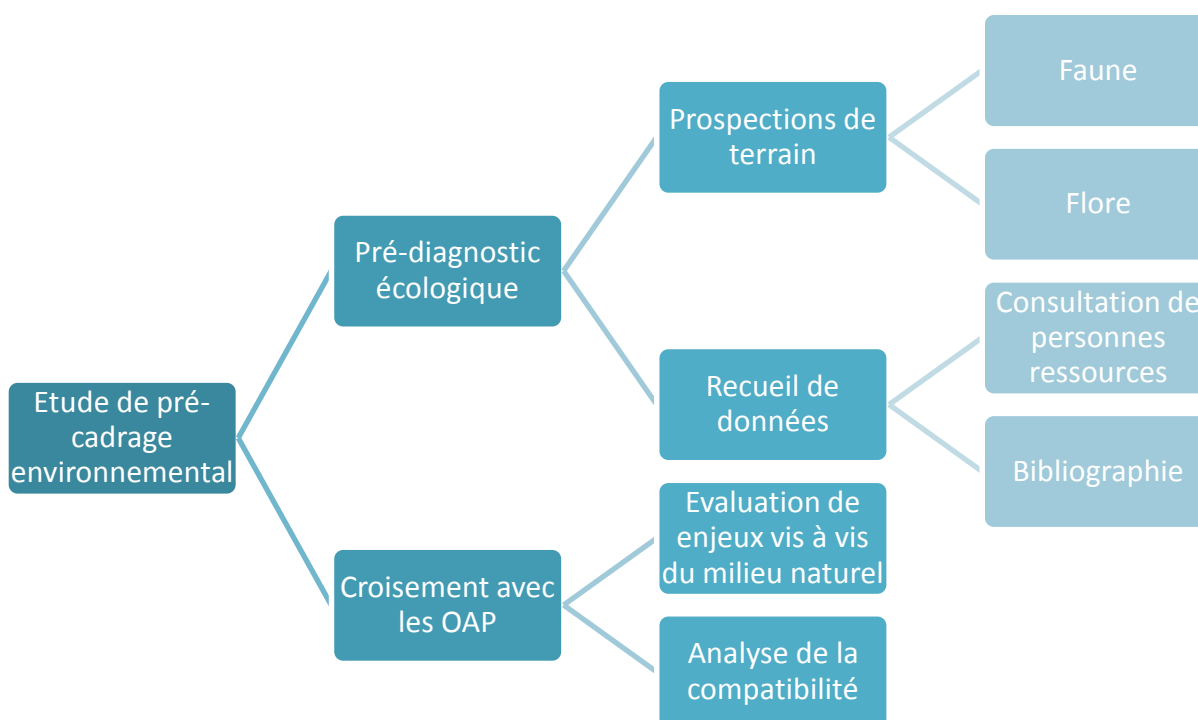 Etude de pré-
cadrage
environnemental
Pré-diagnostic
écologique
Prospections de
terrain
Faune
Flore
Recueil de
données
Consultation de
personnes
ressources
Bibliographie
Croisement avec
les OAP
Evaluation de
enjeux vis à vis
du milieu naturel
Analyse de la
compatibilité